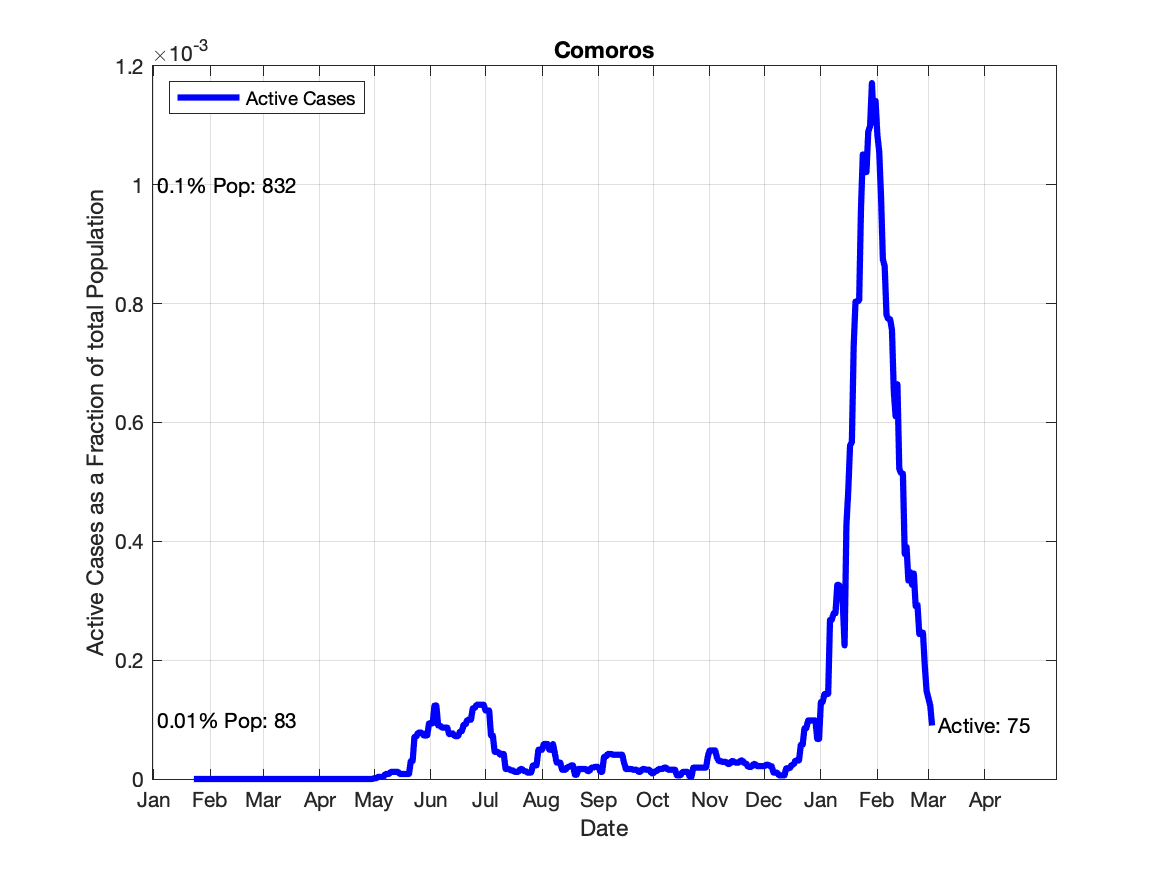 Comoros
×10-3
1.2
Active Cases
1
0.1% Pop: 832
0.8
0.6
0.4
0.2
0.01% Pop: 83
Active: 75
0
Jan Feb Mar Apr May Jun Jul Aug Sep Oct Nov Dec Jan Feb Mar Apr
Date
Active Cases as a Fraction of total Population